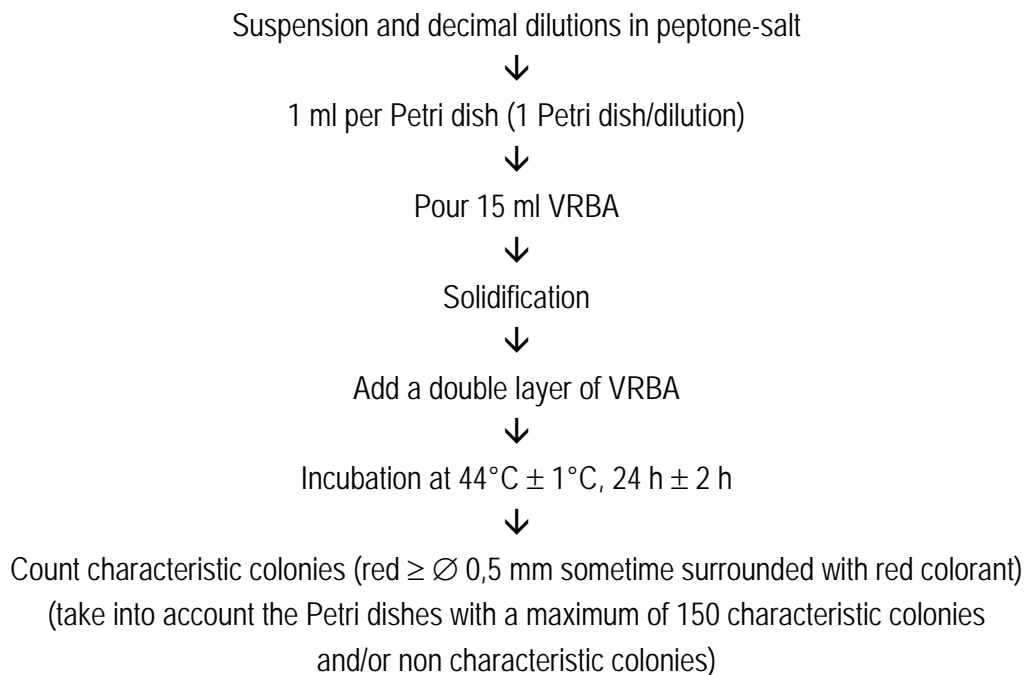 Suspension and decimal dilutions in peptone-salt
↓
1 ml per Petri dish (1 Petri dish/dilution)
↓
Pour 15 ml VRBA
↓
Solidification
↓
Add a double layer of VRBA
↓
Incubation at 44°C ± 1°C, 24 h ± 2 h
↓
Count characteristic colonies (red ≥ ∅ 0,5 mm sometime surrounded with red colorant)
(take into account the Petri dishes with a maximum of 150 characteristic colonies
and/or non characteristic colonies)